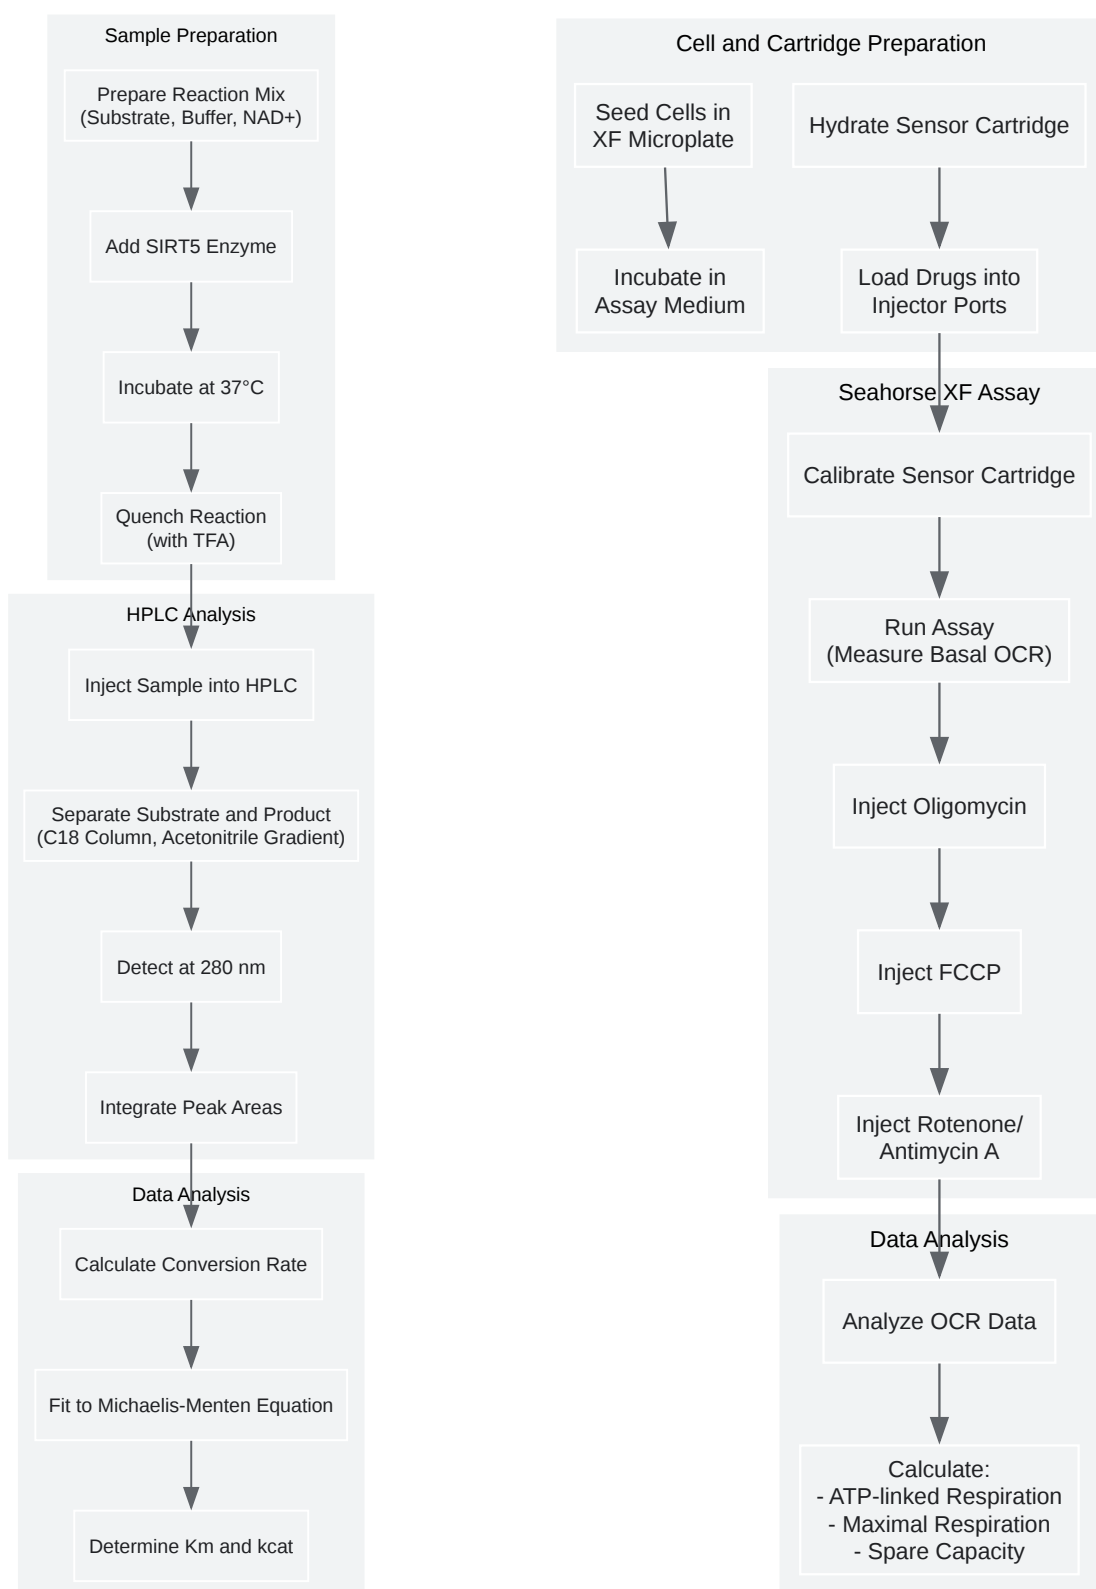 Sample Preparation
Prepare Reaction Mix
(Substrate, Buffer, NAD+)
Add SIRT5 Enzyme
Incubate at 37°C
Quench Reaction
(with TFA)
HPLC Analysis
Inject Sample into HPLC
Separate Substrate and Product
(C18 Column, Acetonitrile Gradient)
Detect at 280 nm
Integrate Peak Areas
Data Analysis
Calculate Conversion Rate
Fit to Michaelis-Menten Equation
Determine Km and kcat
Cell and Cartridge Preparation
Seed Cells in
XF Microplate
Incubate in
Assay Medium
Hydrate Sensor Cartridge
Load Drugs into
Injector Ports
Seahorse XF Assay
Calibrate Sensor Cartridge
Run Assay
(Measure Basal OCR)
Inject Oligomycin
Inject FCCP
Inject Rotenone/
Antimycin A
Data Analysis
Analyze OCR Data
Calculate:
- ATP-linked Respiration
- Maximal Respiration
- Spare Capacity